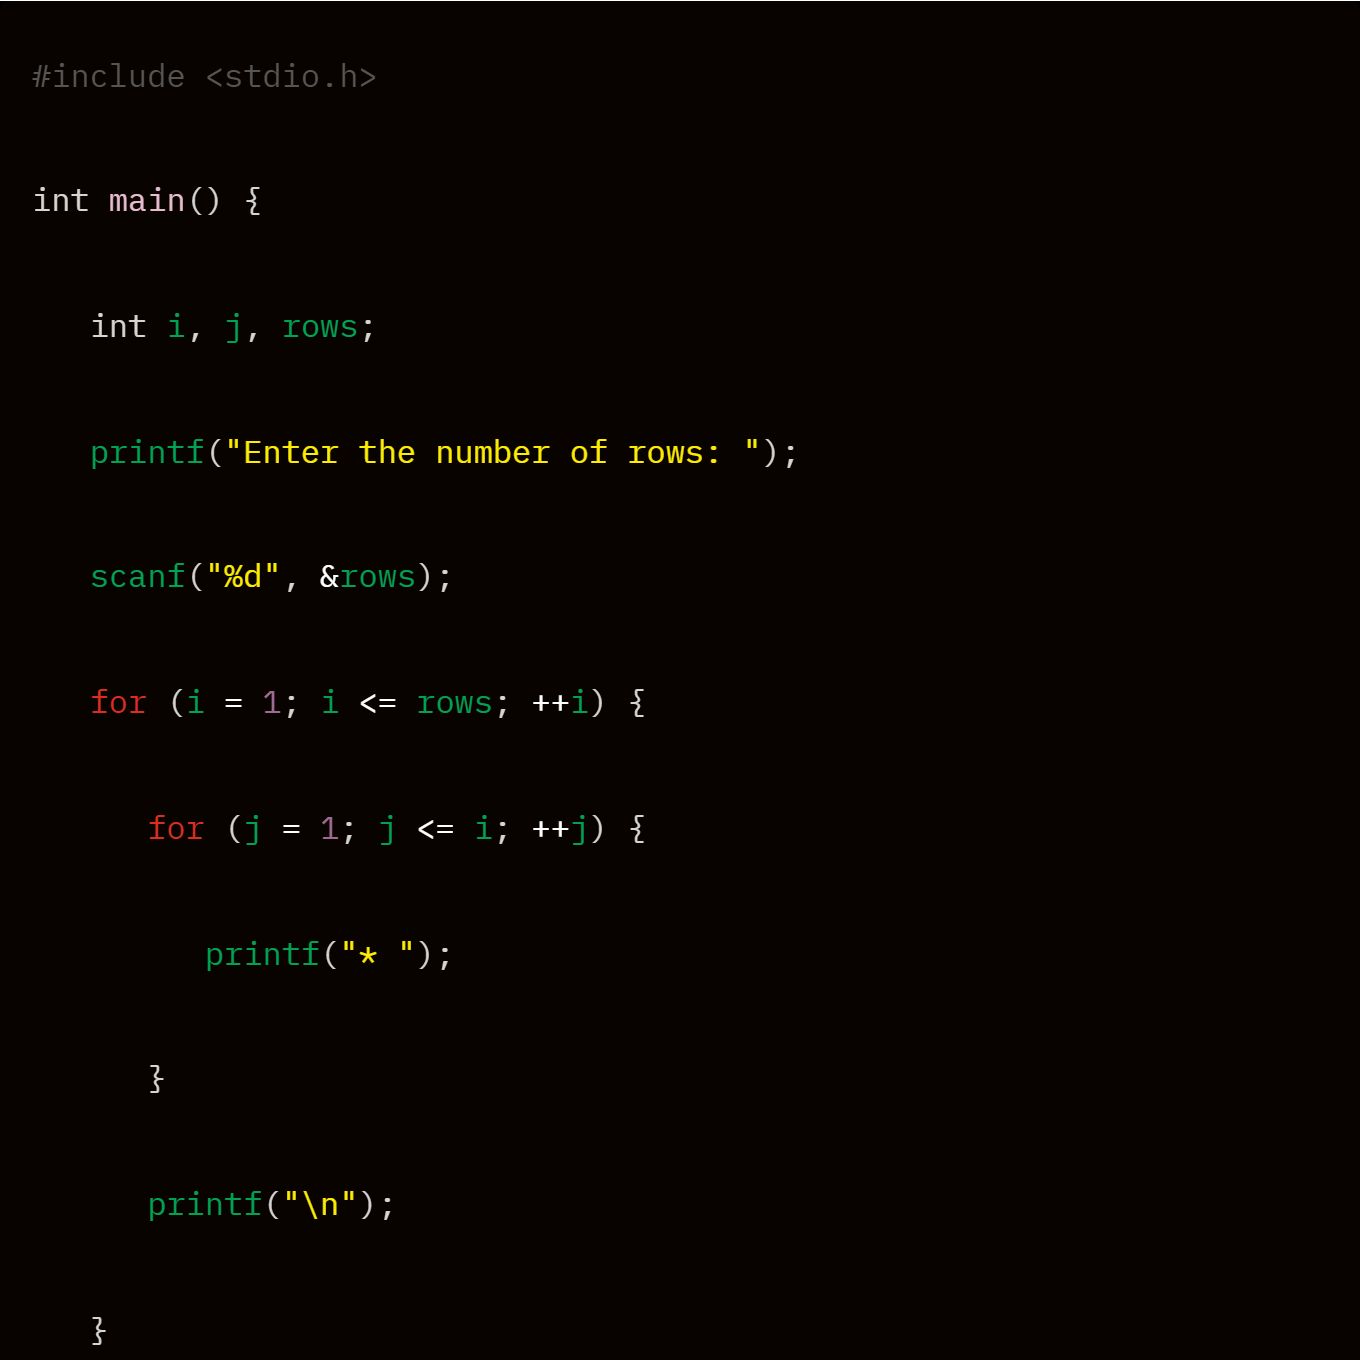 #include <stdio.h>
int main() {
   int i, j, rows;
   printf("Enter the number of rows: ");
   scanf("%d", &rows);
   for (i = 1; i <= rows; ++i) {
      for (j = 1; j <= i; ++j) {
         printf("* ");
      }
      printf("\n");
   }